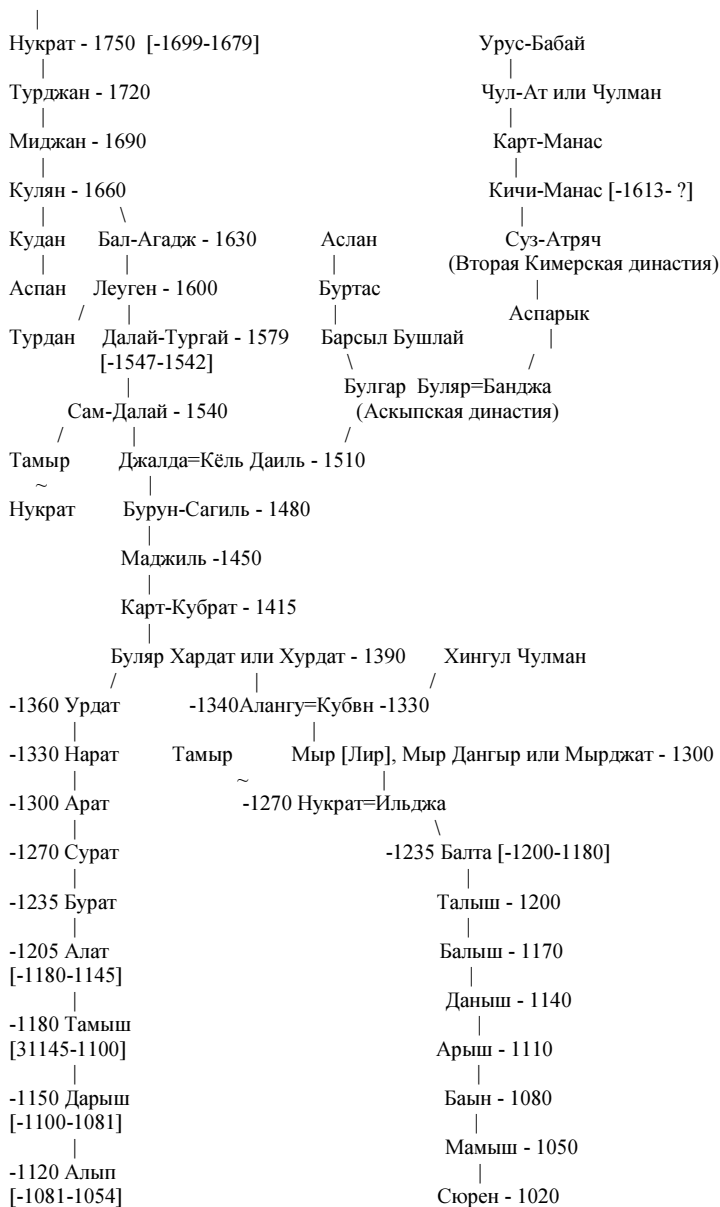 |
Нукрат - 1750 [-1699-1679] Урус-Бабай
| |
Турджан - 1720 Чул-Ат или Чулман
| |
Миджан - 1690 Карт-Манас
| |
Кулян - 1660 Кичи-Манас [-1613- ?]
| \ |
Кудан Бал-Агадж - 1630 Аслан Суз-Атряч
| | | (Вторая Кимерская династия)
Аспан Леуген - 1600 Буртас |
/ | | Аспарык
Турдан Далай-Тургай - 1579 Барсыл Бушлай |
[-1547-1542] \ /
| Булгар Буляр=Банджа
Сам-Далай - 1540 (Аскыпская династия)
/ | /
Тамыр Джалда=Кёль Даиль - 1510
~ |
Нукрат Бурун-Сагиль - 1480
|
Маджиль -1450
|
Карт-Кубрат - 1415
|
Буляр Хардат или Хурдат - 1390 Хингул Чулман
/ | /
-1360 Урдат -1340Алангу=Кубвн -1330
| |
-1330 Нарат Тамыр Мыр [Лир], Мыр Дангыр или Мырджат - 1300
| ~ |
-1300 Арат -1270 Нукрат=Ильджа
| \
-1270 Сурат -1235 Балта [-1200-1180]
| |
-1235 Бурат Талыш - 1200
| |
-1205 Алат Балыш - 1170
[-1180-1145] |
| Даныш - 1140
-1180 Тамыш |
[31145-1100] Арыш - 1110
| |
-1150 Дарыш Баын - 1080
[-1100-1081] |
| Мамыш - 1050
-1120 Алып |
[-1081-1054] Сюрен - 1020